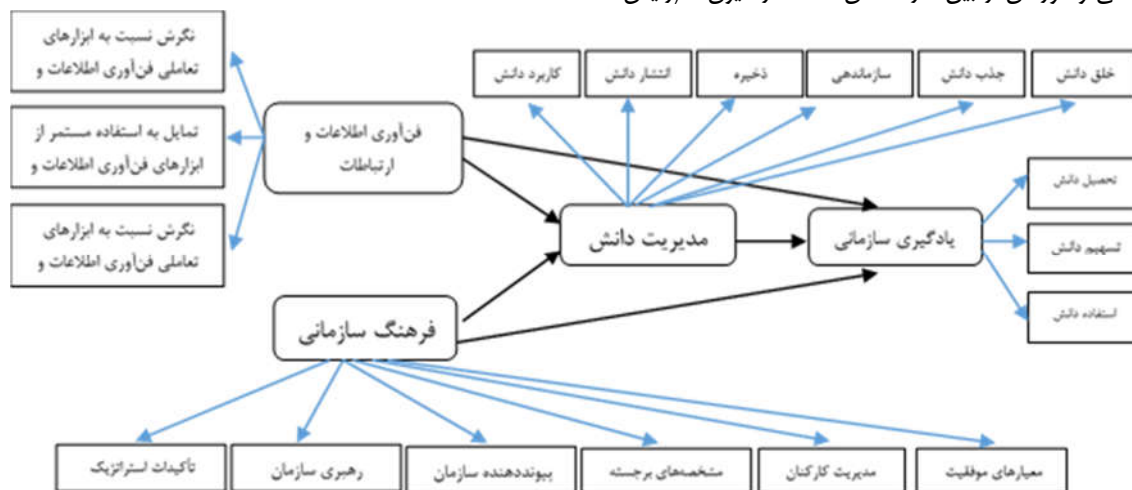 نگرش نسبت به ابزارهای
تعاملی فن‌آوری اطلاعات و
تمایل به استفاده مستمر از
ابزارهای فن‌آوری اطلاعات و
نگرش نسبت به ابزارهای
تعاملی فن‌آوری اطلاعات و
فن‌آوری اطلاعات و
ارتباطات
خلق دانش
جذب دانش
سازماندهی
ذخیره
انتشار دانش
کاربرد دانش
مدیریت دانش
یادگیری سازمانی
تحصیل دانش
تسهیم دانش
استفاده دانش
فرهنگ سازمانی
معیارهای موفقیت
مدیریت کارکنان
مشخصه‌های برجسته
پیونددهنده سازمان
رهبری سازمان
تأکیدات استراتژیک